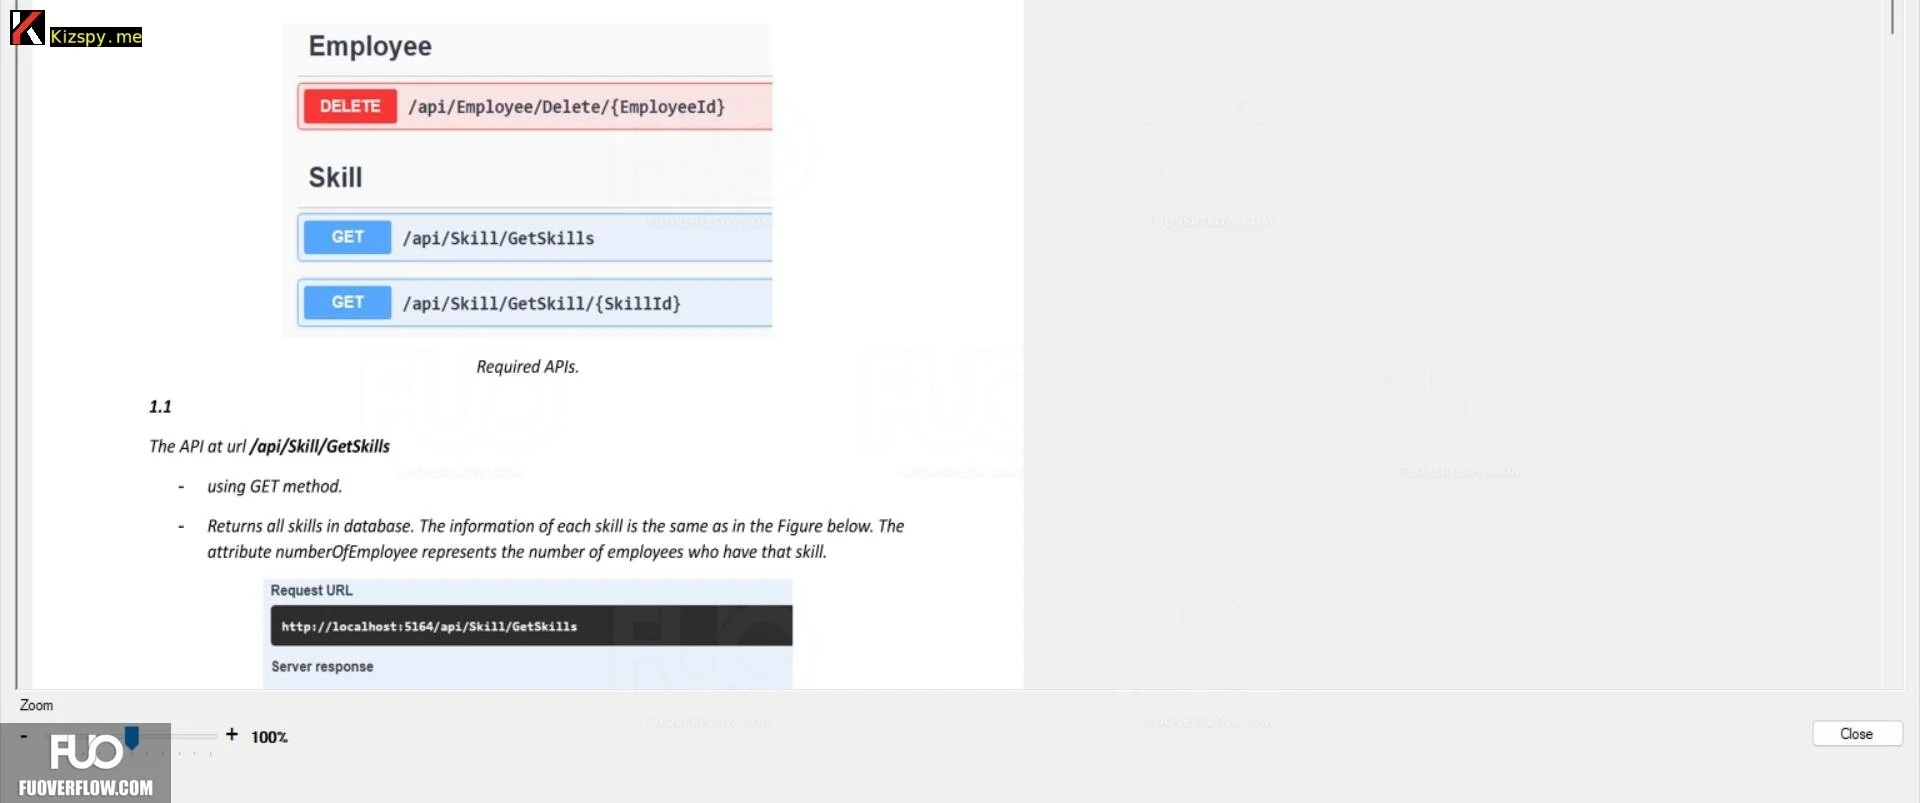 Kizspy.me
Employee
DELETE /api/Employee/Delete/{EmployeeId}
Skill
GET /api/Skill/GetSkills
GET /api/Skill/GetSkill/{SkillId}
Required APIs.
1.1
The API at url /api/Skill/GetSkills
- using GET method.
- Returns all skills in database. The information of each skill is the same as in the Figure below. The
attribute numberOfEmployee represents the number of employees who have that skill.
Request URL
http://localhost:5164/api/Skill/GetSkills
Server response
Zoom
- + 100%
Close
FUO
FUOVERFLOW.COM